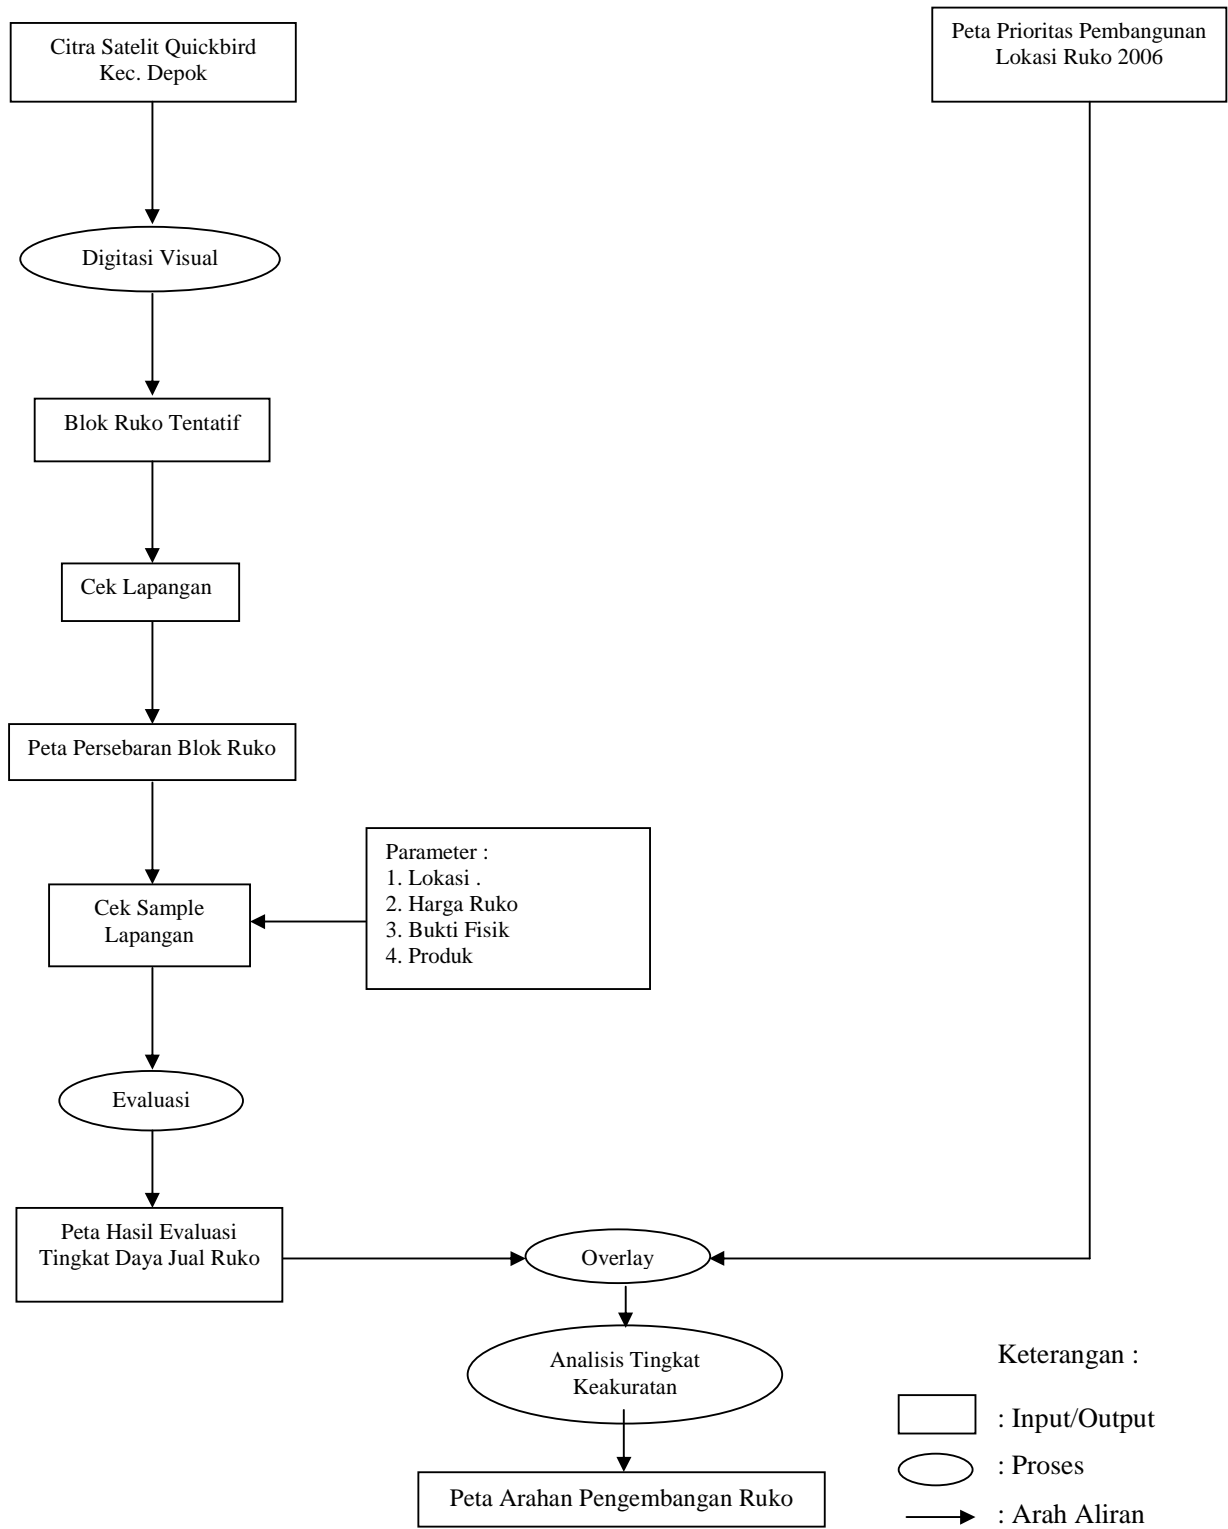 Citra Satelit Quickbird
Kec. Depok
Peta Prioritas Pembangunan
Lokasi Ruko 2006
Digitasi Visual
Blok Ruko Tentatif
Cek Lapangan
Peta Persebaran Blok Ruko
Parameter :
1. Lokasi .
2. Harga Ruko
3. Bukti Fisik
4. Produk
Cek Sample
Lapangan
Evaluasi
Peta Hasil Evaluasi
Tingkat Daya Jual Ruko
Overlay
Analisis Tingkat
Keakuratan
Peta Arahan Pengembangan Ruko
Keterangan :
: Input/Output
: Proses
: Arah Aliran